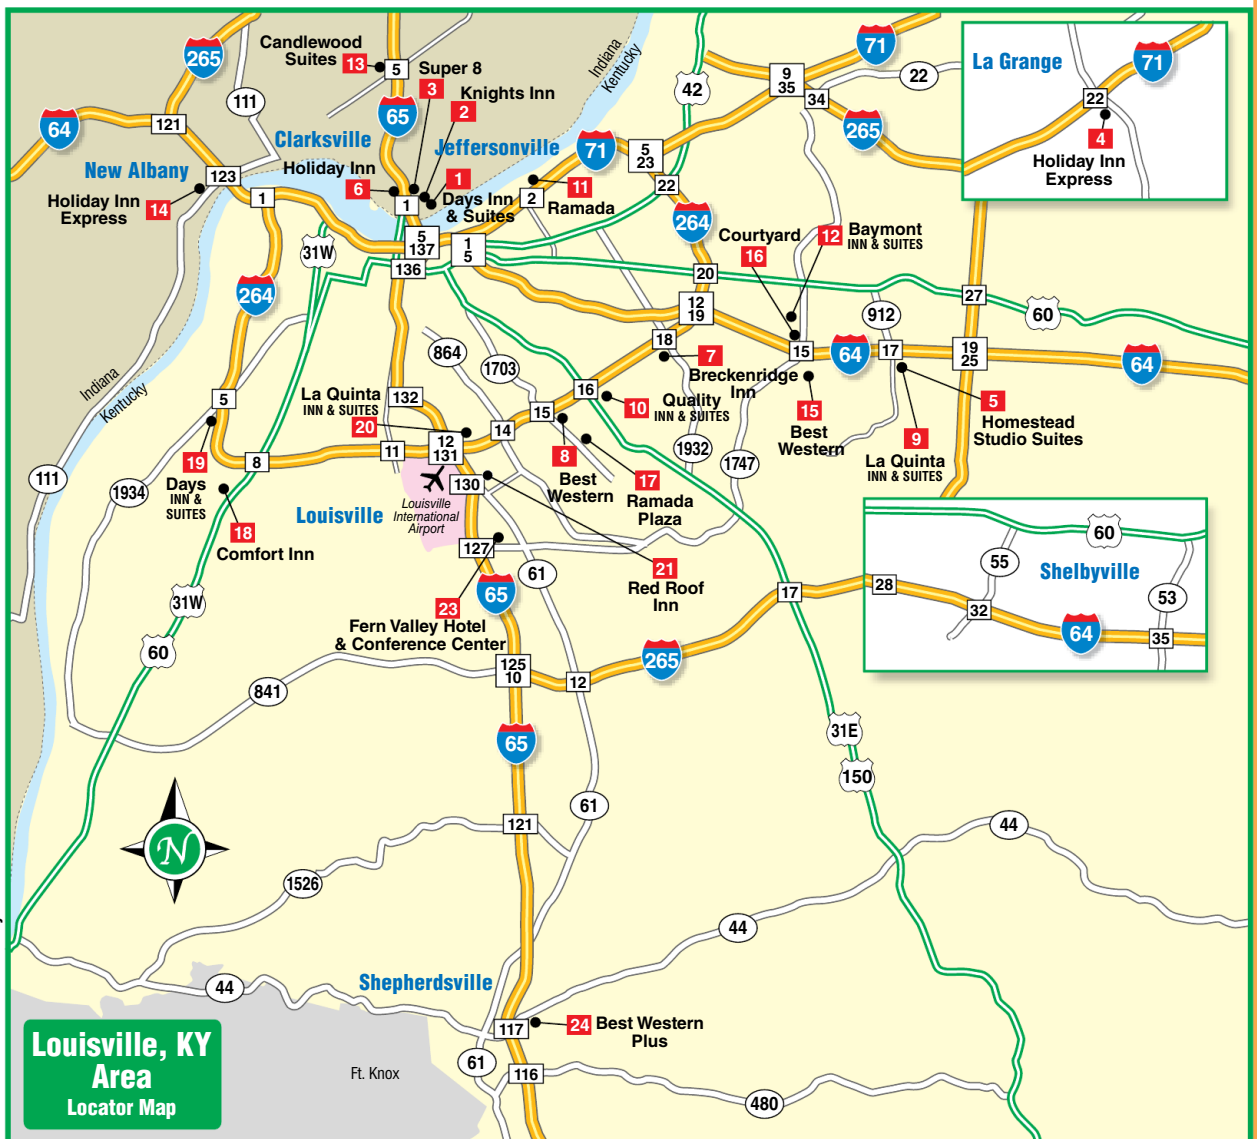 265
Candlewood
Suites
13
5
Super 8
3
Knights Inn
2
65
111
64
121
Clarksville
Jeffersonville
New Albany
123
Holiday Inn
6
1
1
Days Inn
& Suites
Holiday Inn
Express
14
1
Indiana
Kentucky
42
71
9
35
22
34
265
71
5
23
22
11
Ramada
2
264
La Grange
71
22
4
Holiday Inn
Express
31W
5
137
1
5
136
Courtyard
16
12
Baymont
INN & SUITES
20
264
12
19
27
60
912
18
7
Breckenridge
Inn
15
64
17
19
25
64
864
1703
Indiana
Kentucky
5
La Quinta
INN & SUITES
20
132
16
10
Quality
INN & SUITES
15
Best
Western
5
Homestead
Studio Suites
9
La Quinta
INN & SUITES
15
14
12
131
11
8
19
Days
INN &
SUITES
111
1934
8
Best
Western
17
Ramada
Plaza
1932
1747
130
Louisville
Louisville
International
Airport
18
Comfort Inn
127
61
21
Red Roof
Inn
65
23
Fern Valley Hotel
& Conference Center
31W
60
17
60
55
Shelbyville
28
32
53
64
35
125
10
12
265
841
65
31E
150
61
121
44
N
1526
44
44
Shepherdsville
117
24
Best Western
Plus
61
116
480
Ft. Knox
Louisville, KY
Area
Locator Map